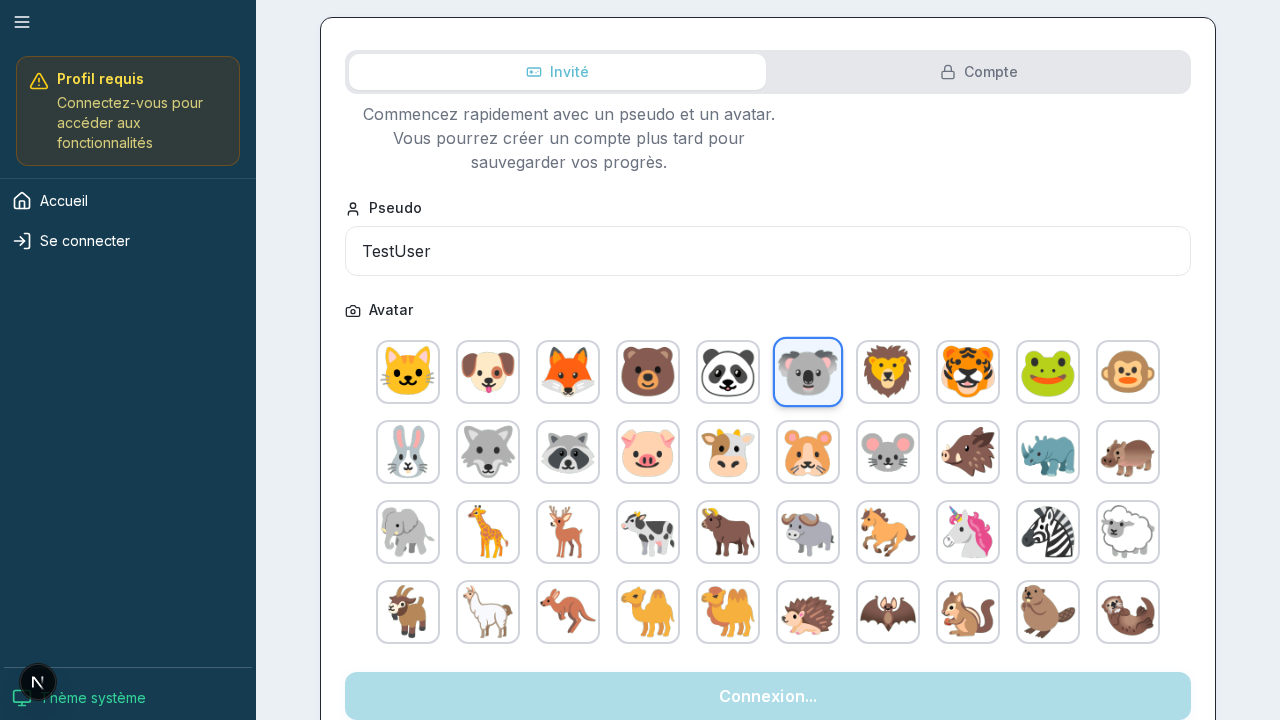 Profil requis
Connectez-vous pour
accéder aux
fonctionnalités
Accueil
Se connecter
Thème système
Invité
Compte
Commencez rapidement avec un pseudo et un avatar.
Vous pourrez créer un compte plus tard pour
sauvegarder vos progrès.
Pseudo
TestUser
Avatar
Connexion...